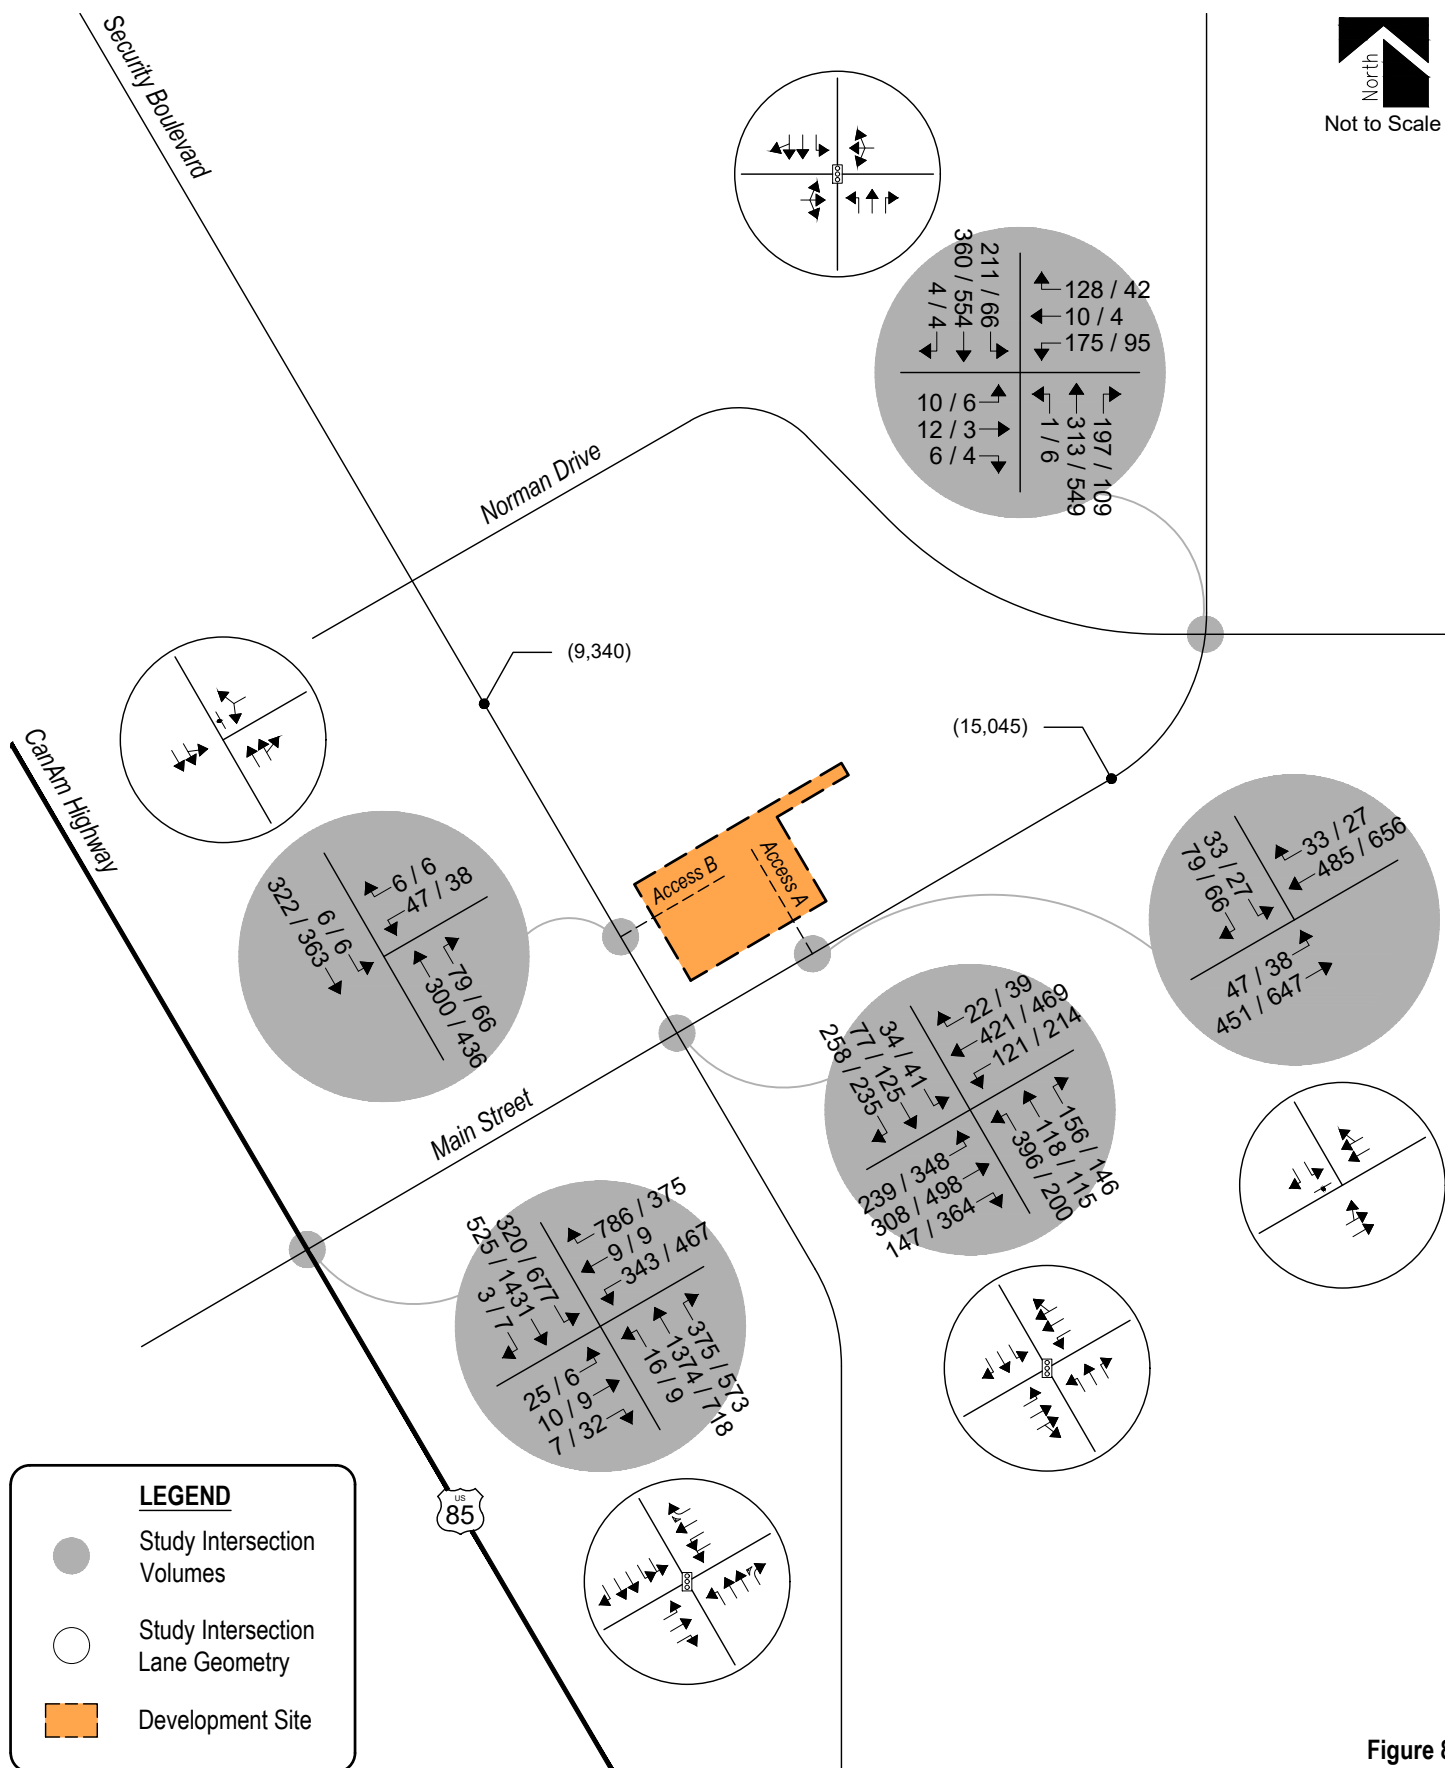 Security Boulevard
North
Not to Scale
211 / 66
360 / 554
4 / 4
128 / 42
10 / 4
175 / 95
10 / 6
12 / 3
6 / 4
197 / 109
313 / 549
1 / 6
Norman Drive
(9,340)
(15,045)
CanAm Highway
Access B
Access A
6 / 6
47 / 38
6 / 6
322 / 363
79 / 66
300 / 436
33 / 27
485 / 656
33 / 27
79 / 66
47 / 38
451 / 647
22 / 39
421 / 469
121 / 214
34 / 41
77 / 125
258 / 235
239 / 348
308 / 498
147 / 364
156 / 146
118 / 115
396 / 200
Main Street
786 / 375
9 / 9
343 / 467
320 / 677
525 / 1431
3 / 7
25 / 6
10 / 9
7 / 32
375 / 573
1374 / 718
16 / 9
US
85
LEGEND
Study Intersection
Volumes
Study Intersection
Lane Geometry
Development Site
Figure 8